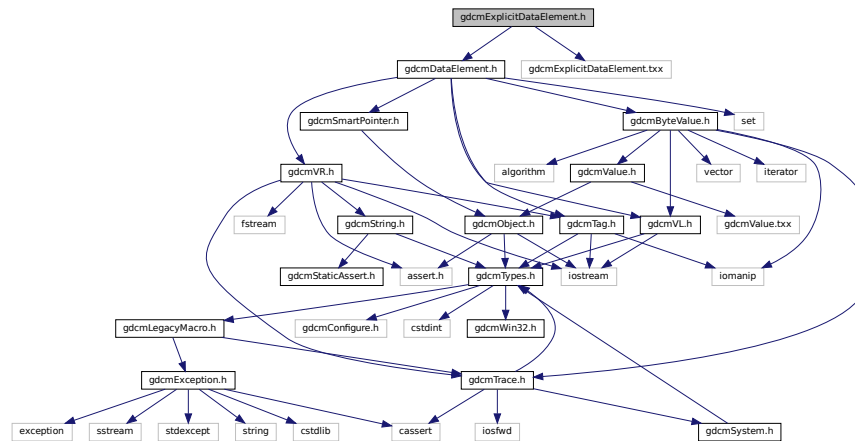 gdcmExplicitDataElement.h
gdcmDataElement.h
gdcmExplicitDataElement.txx
gdcmSmartPointer.h
gdcmByteValue.h
set
gdcmVR.h
algorithm
gdcmValue.h
vector
iterator
fstream
gdcmString.h
gdcmObject.h
gdcmTag.h
gdcmVL.h
gdcmValue.txx
gdcmStaticAssert.h
assert.h
gdcmTypes.h
iostream
iomanip
gdcmLegacyMacro.h
gdcmConfigure.h
cstdint
gdcmWin32.h
gdcmException.h
gdcmTrace.h
exception
sstream
stdexcept
string
cstdlib
cassert
iosfwd
gdcmSystem.h